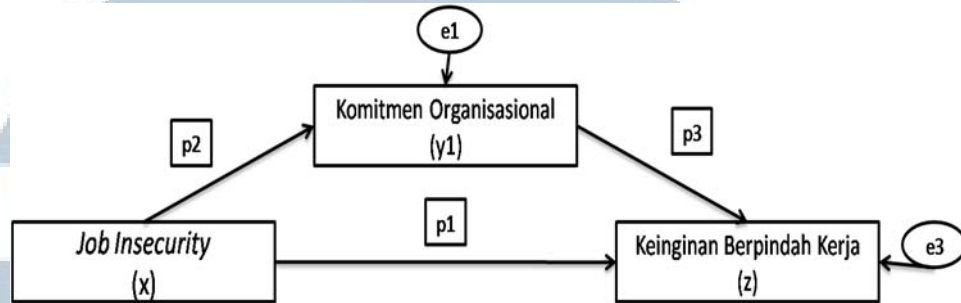 e1
Komitmen Organisasional
(y1)
p2
p3
Job Insecurity
(x)
p1
Keinginan Berpindah Kerja
(z)
e3